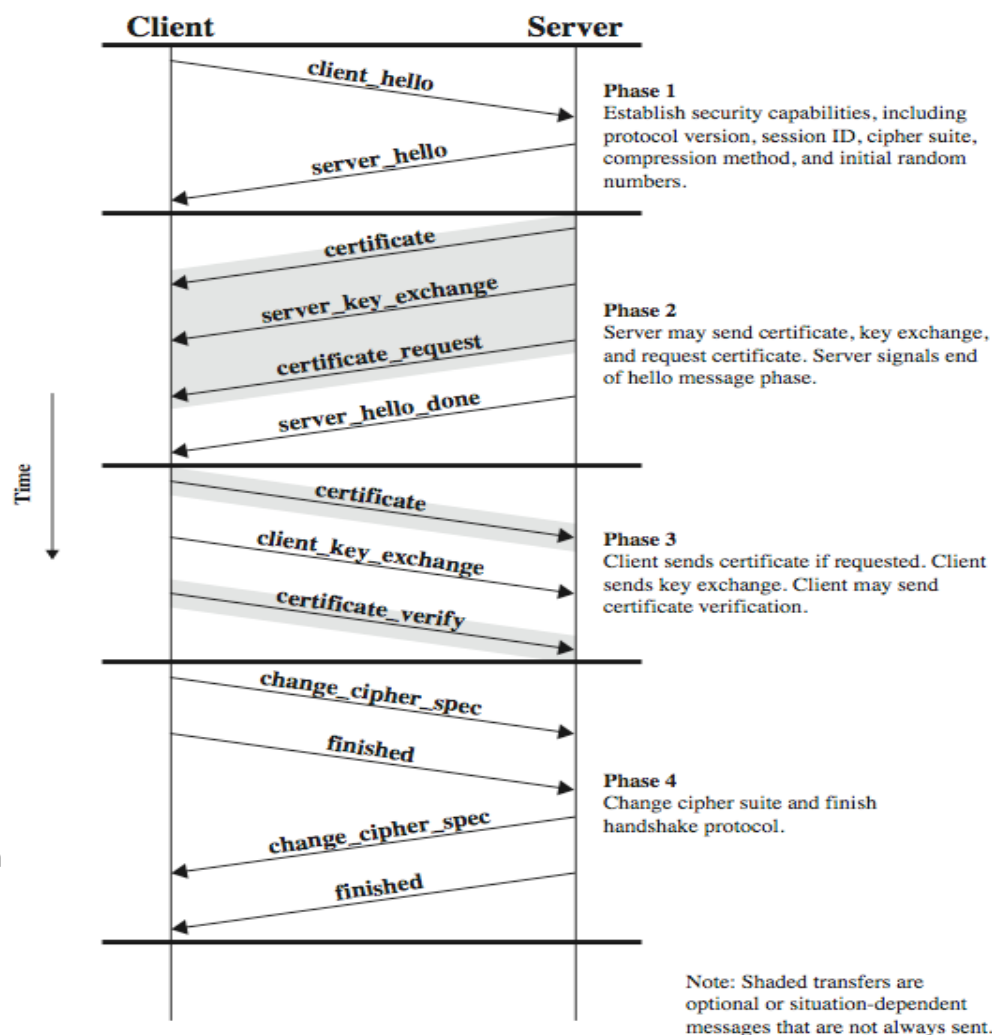 Client
Server
client_hello
server_hello
Phase 1
Establish security capabilities, including
protocol version, session ID, cipher suite,
compression method, and initial random
numbers.
certificate
server_key_exchange
certificate_request
server_hello_done
Phase 2
Server may send certificate, key exchange,
and request certificate. Server signals end
of hello message phase.
Time
certificate
client_key_exchange
certificate_verify
Phase 3
Client sends certificate if requested. Client
sends key exchange. Client may send
certificate verification.
change_cipher_spec
finished
change_cipher_spec
finished
Phase 4
Change cipher suite and finish
handshake protocol.
Note: Shaded transfers are
optional or situation-dependent
messages that are not always sent.